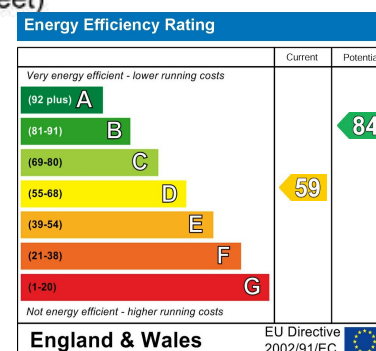 Energy Efficiency Rating
Current
Very energy efficient - lower running costs
(92 plus) A
(81-91) B
84
(69-80) C
(55-68) D
59
(39-54) E
(21-38) F
(1-20) G
Not energy efficient - higher running costs
England & Wales
EU Directive
2002/91/EC